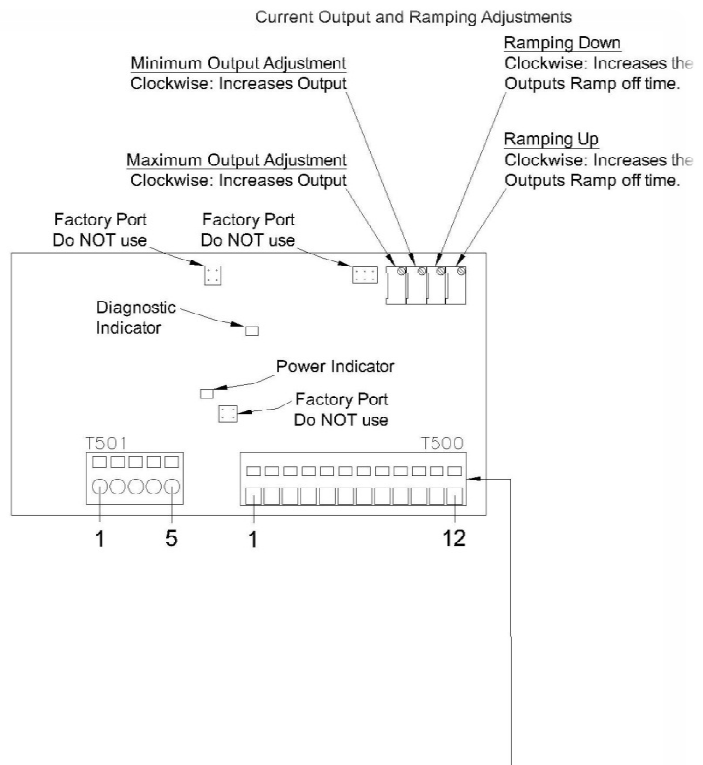 Current Output and Ramping Adjustments
Minimum Output Adjustment
Clockwise: Increases Output
Ramping Down
Clockwise: Increases the
Outputs Ramp off time.
Maximum Output Adjustment
Clockwise: Increases Output
Ramping Up
Clockwise: Increases the
Outputs Ramp off time.
Factory Port
Do NOT use
Factory Port
Do NOT use
Diagnostic
Indicator
Power Indicator
Factory Port
Do NOT use
T501
T500
1
5
1
12